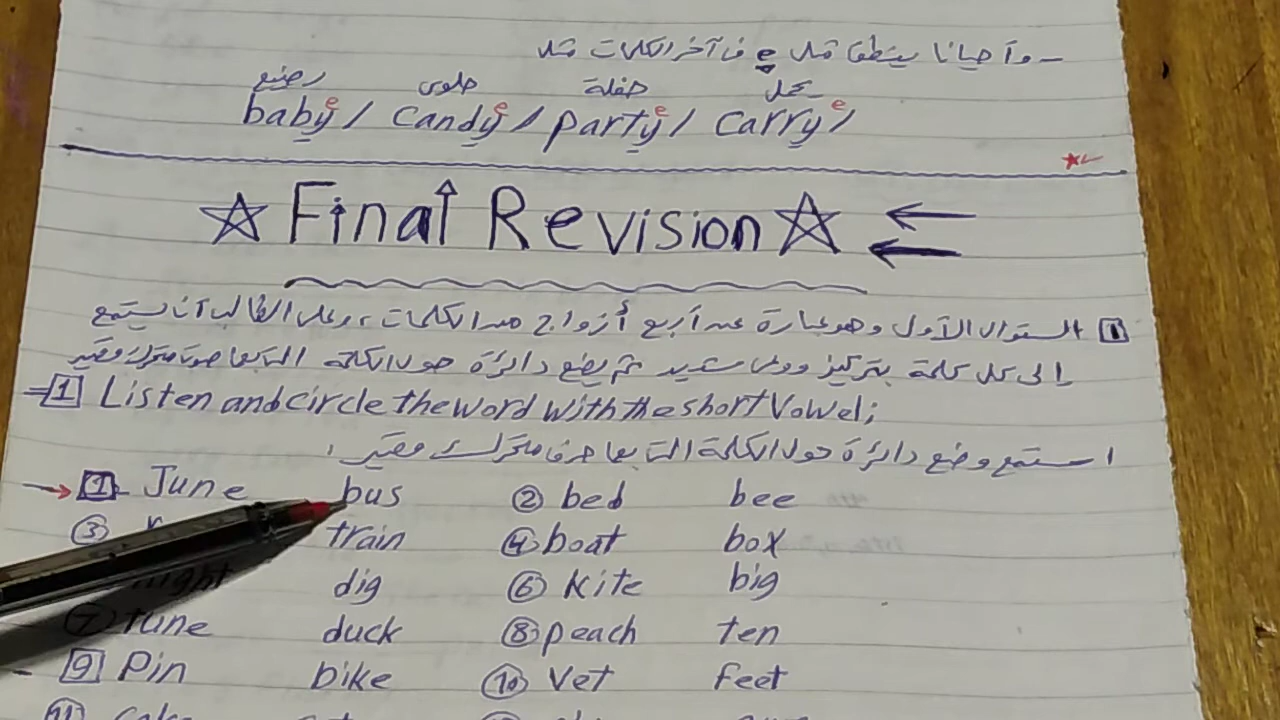 – وأحيانا ينطق مثل e في آخر الكلمات مثل
رضيع حلوى حفلة يحمل
baby e / candy e / party e / carry e /
Final Revision
1 السؤال الأول وهو عبارة عن أربع أزواج من الكلمات، وعلى الطالب أن يستمع
إلى كل كلمة بتركيز ثم يضع دائرة حول الكلمة التي بها صوت متحرك قصير
1 Listen and circle the word with the short vowel;
استمع وضع دائرة حول الكلمة التي بها حرف متحرك قصير
1 June bus 2 bed bee
3 train 4 boat box
night dig 6 kite big
7 tune duck 8 peach ten
9 Pin bike 10 vet feet
11